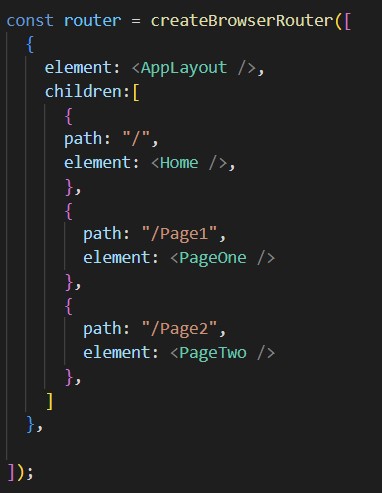 const router = createBrowserRouter([
  {
    element: <AppLayout />,
    children:[
      {
      path: "/",
      element: <Home />,
      },
      {
        path: "/Page1",
        element: <PageOne />
      },
      {
        path: "/Page2",
        element: <PageTwo />
      },
    ]
  },

]);